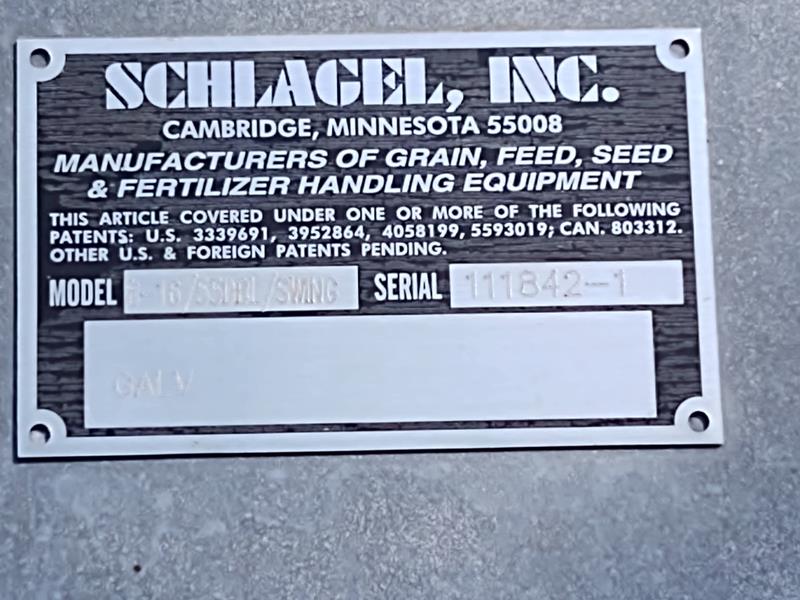 SCHLAGEL, INC.
CAMBRIDGE, MINNESOTA 55008
MANUFACTURERS OF GRAIN, FEED, SEED
& FERTILIZER HANDLING EQUIPMENT
THIS ARTICLE COVERED UNDER ONE OR MORE OF THE FOLLOWING
PATENTS: U.S. 3339691, 3952864, 4058199, 5593019; CAN. 803312.
OTHER U.S. & FOREIGN PATENTS PENDING.
MODEL SERIAL 111842-1
GALV